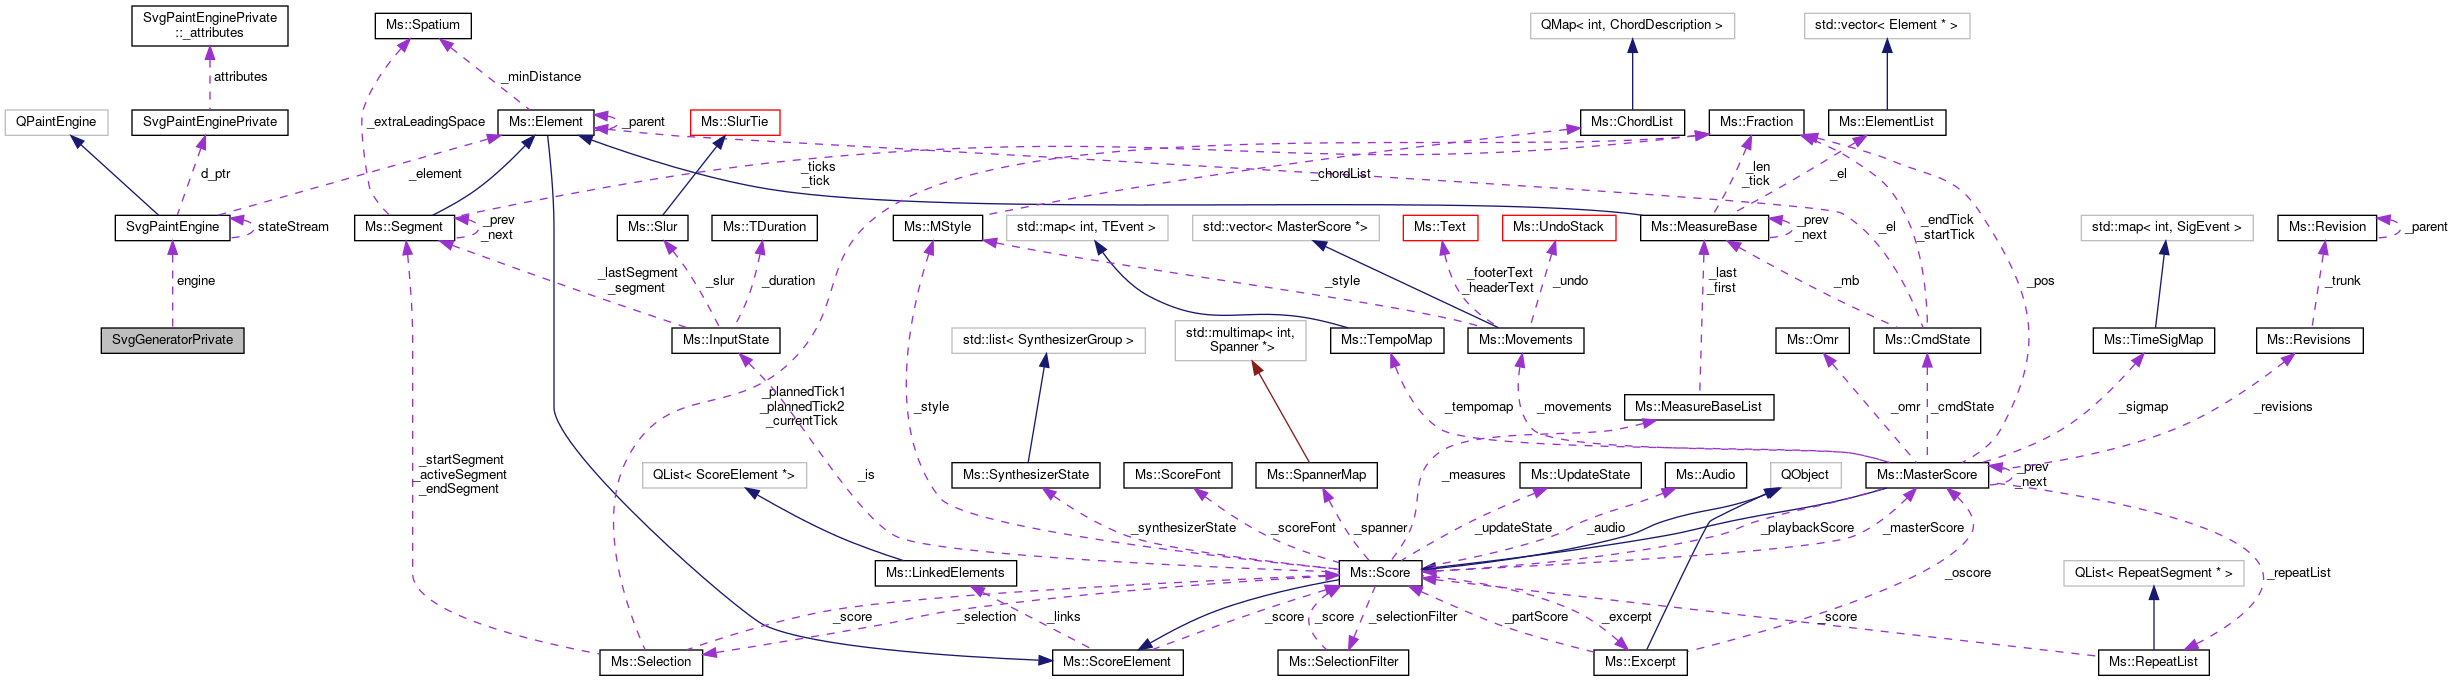 SvgPaintEnginePrivate
::_attributes
Ms::Spatium
QMap< int, ChordDescription >
std::vector< Element * >
attributes
_minDistance
QPaintEngine
SvgPaintEnginePrivate
_extraLeadingSpace
Ms::Element
_parent
Ms::SlurTie
Ms::ChordList
Ms::Fraction
Ms::ElementList
d_ptr
_element
_ticks
_tick
_chordList
_len
_tick
_el
SvgPaintEngine
stateStream
Ms::Segment
_prev
_next
Ms::Slur
Ms::TDuration
Ms::MStyle
std::map< int, TEvent >
std::vector< MasterScore *>
Ms::Text
Ms::UndoStack
Ms::MeasureBase
_prev
_next
_el
_endTick
_startTick
std::map< int, SigEvent >
Ms::Revision
_parent
engine
_lastSegment
_segment
_slur
_duration
_style
_footerText
_headerText
_undo
_last
_first
_mb
_pos
_trunk
SvgGeneratorPrivate
Ms::InputState
std::list< SynthesizerGroup >
std::multimap< int,
Spanner *>
Ms::TempoMap
Ms::Movements
Ms::Omr
Ms::CmdState
Ms::TimeSigMap
Ms::Revisions
_plannedTick1
_plannedTick2
_currentTick
_style
_tempomap
_movements
Ms::MeasureBaseList
_omr
_cmdState
_sigmap
_revisions
_startSegment
_activeSegment
_endSegment
QList< ScoreElement *>
_is
Ms::SynthesizerState
Ms::ScoreFont
Ms::SpannerMap
_measures
Ms::UpdateState
Ms::Audio
QObject
Ms::MasterScore
_prev
_next
_synthesizerState
_scoreFont
_spanner
_updateState
_audio
_playbackScore
_masterScore
Ms::LinkedElements
Ms::Score
_oscore
QList< RepeatSegment * >
_repeatList
_score
_selection
_links
_score
_score
_selectionFilter
_partScore
_excerpt
_score
Ms::Selection
Ms::ScoreElement
Ms::SelectionFilter
Ms::Excerpt
Ms::RepeatList